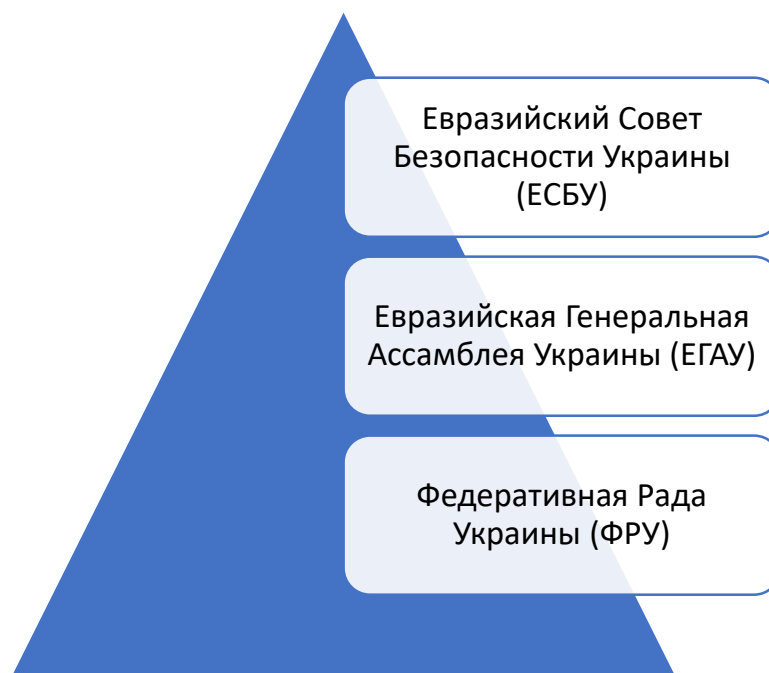 Евразийский Совет
Безопасности Украины
(ЕСБУ)
Евразийская Генеральная
Ассамблея Украины (ЕГАУ)
Федеративная Рада
Украины (ФРУ)